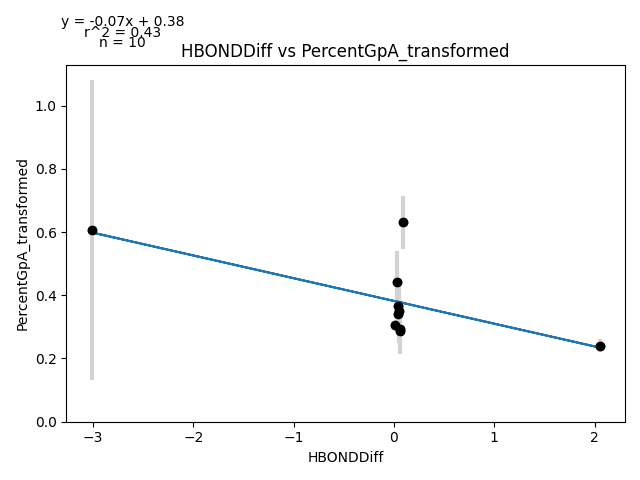 y = -0.07x + 0.38
r^2 = 0.43
n = 10
HBONDDiff vs PercentGpA_transformed
PercentGpA_transformed
1.0
0.8
0.6
0.4
0.2
0.0
−3
−2
−1
0
1
2
HBONDDiff